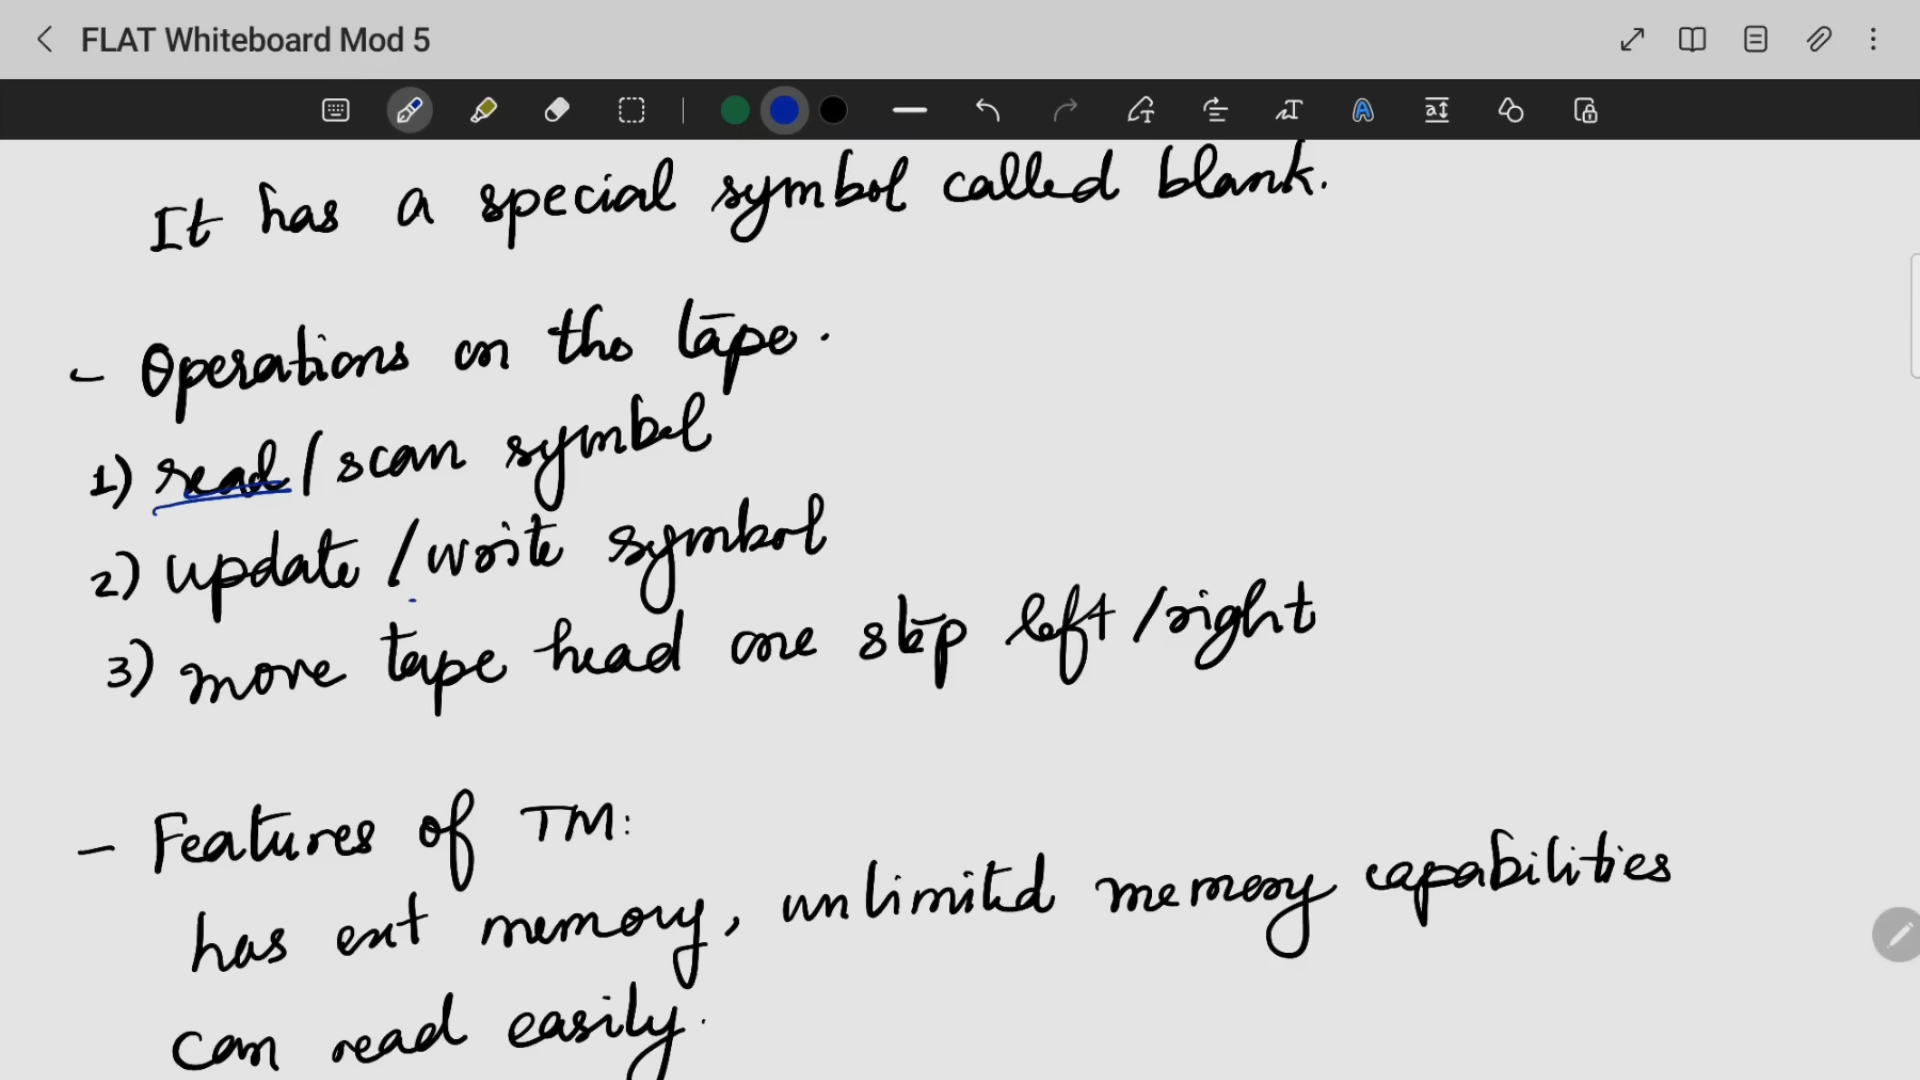 FLAT Whiteboard Mod 5
It has a special symbol called blank.
- Operations on the tape.
1) read / scan symbol
2) update / write symbol
3) move tape head one step left / right
- Features of TM:
has ext memory, unlimited memory capabilities
can read easily.